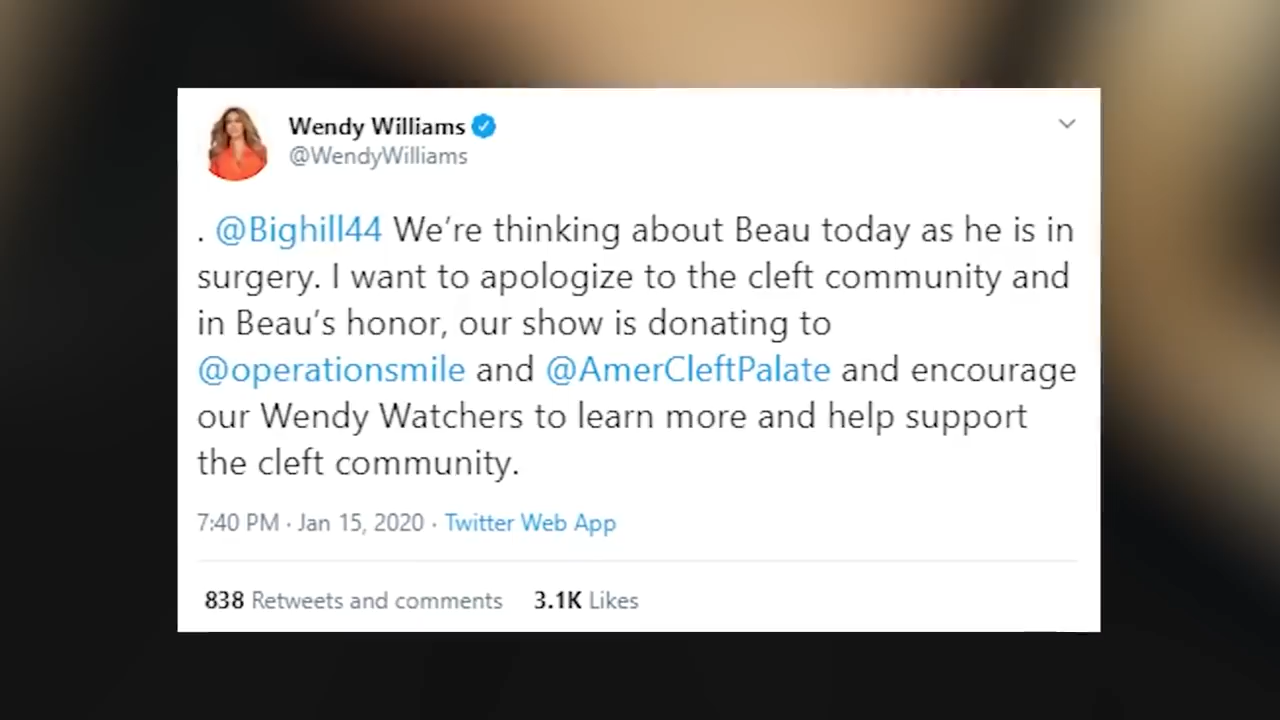 Wendy Williams
@WendyWilliams
. @Bighill44 We’re thinking about Beau today as he is in
surgery. I want to apologize to the cleft community and
in Beau’s honor, our show is donating to
@operationsmile and @AmerCleftPalate and encourage
our Wendy Watchers to learn more and help support
the cleft community.
7:40 PM · Jan 15, 2020 · Twitter Web App
838 Retweets and comments 3.1K Likes